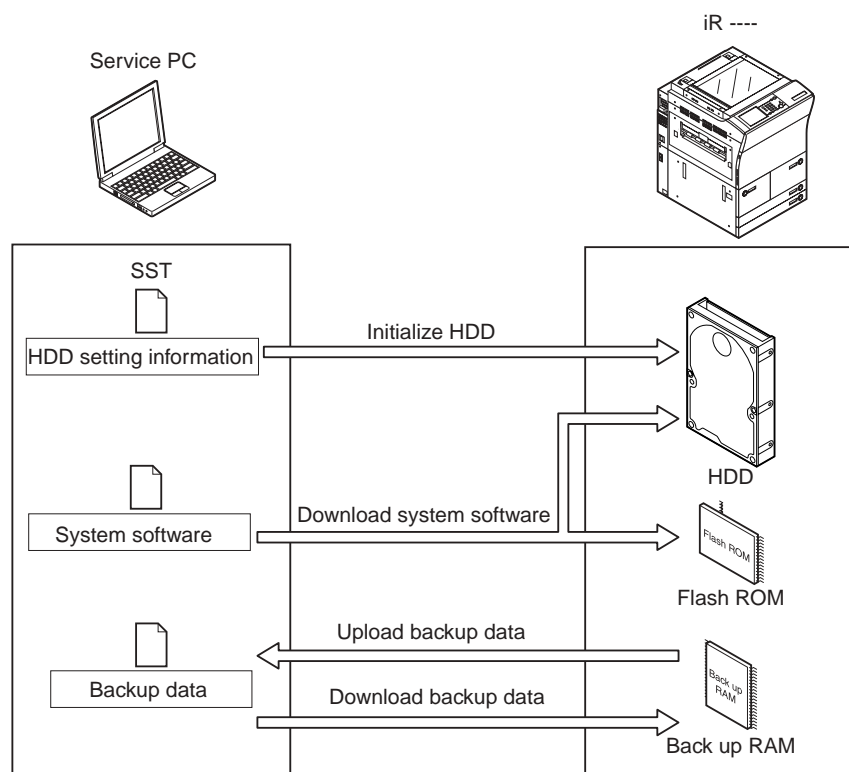 iR ----
Service PC
SST
HDD setting information
Initialize HDD
HDD
System software
Download system software
Flash ROM
Flash ROM
Upload backup data
Backup data
Download backup data
Back up
RAM
Back up RAM